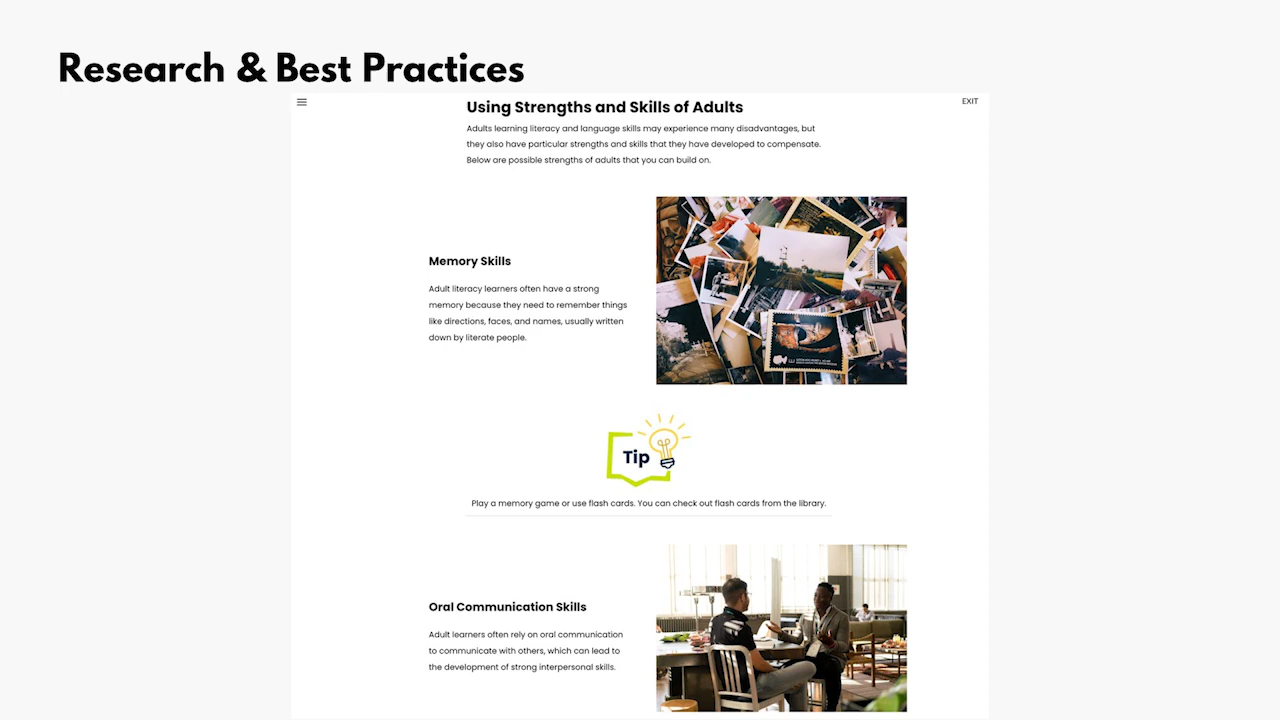 Research & Best Practices
EXIT
Using Strengths and Skills of Adults
Adults learning literacy and language skills may experience many disadvantages, but
they also have particular strengths and skills that they have developed to compensate.
Below are possible strengths of adults that you can build on.
Memory Skills
Adult literacy learners often have a strong
memory because they need to remember things
like directions, faces, and names, usually written
down by literate people.
Tip
Play a memory game or use flash cards. You can check out flash cards from the library.
Oral Communication Skills
Adult learners often rely on oral communication
to communicate with others, which can lead to
the development of strong interpersonal skills.